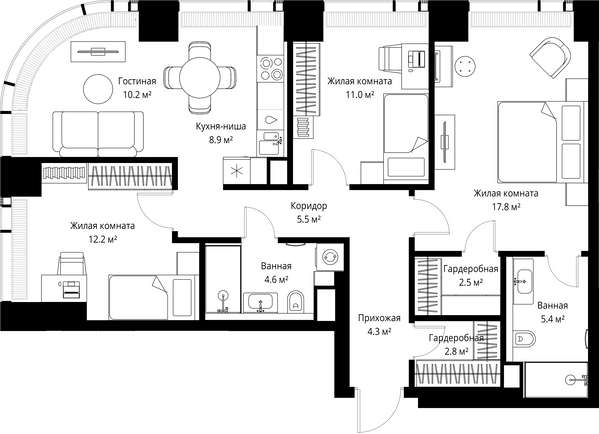 Гостиная
10.2 м²
Кухня-ниша
8.9 м²
Жилая комната
11.0 м²
Жилая комната
17.8 м²
Жилая комната
12.2 м²
Коридор
5.5 м²
Ванная
4.6 м²
Гардеробная
2.5 м²
Ванная
5.4 м²
Прихожая
4.3 м²
Гардеробная
2.8 м²